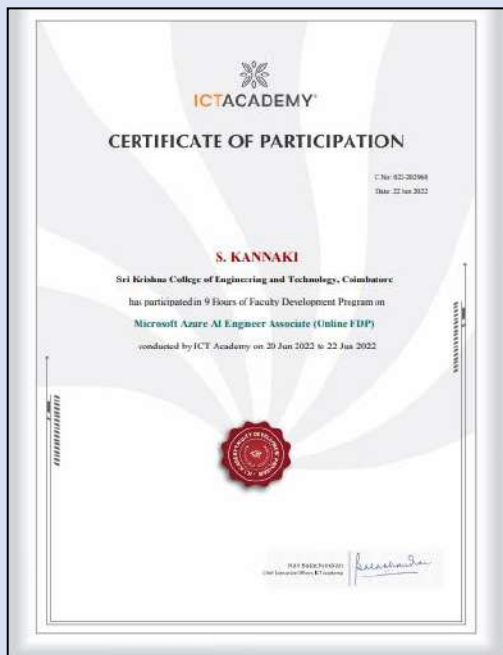 ICTACADEMY
CERTIFICATE OF PARTICIPATION
Date: 22 Jun 2022
S. KANNAKI
Sri Krishna College of Engineering and Technology, Coimbatore
has participated in 9 Hours of Faculty Development Program on
Microsoft Azure AI Engineer Associate (Online FDP)
conducted by ICT Academy on 20 Jun 2022 to 22 Jun 2022